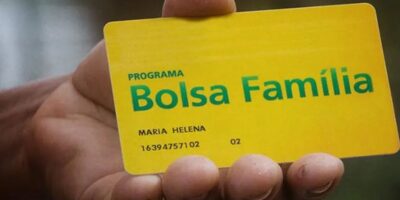 PROGRAMA
Bolsa Família
MARIA HELENA
16394757102 02